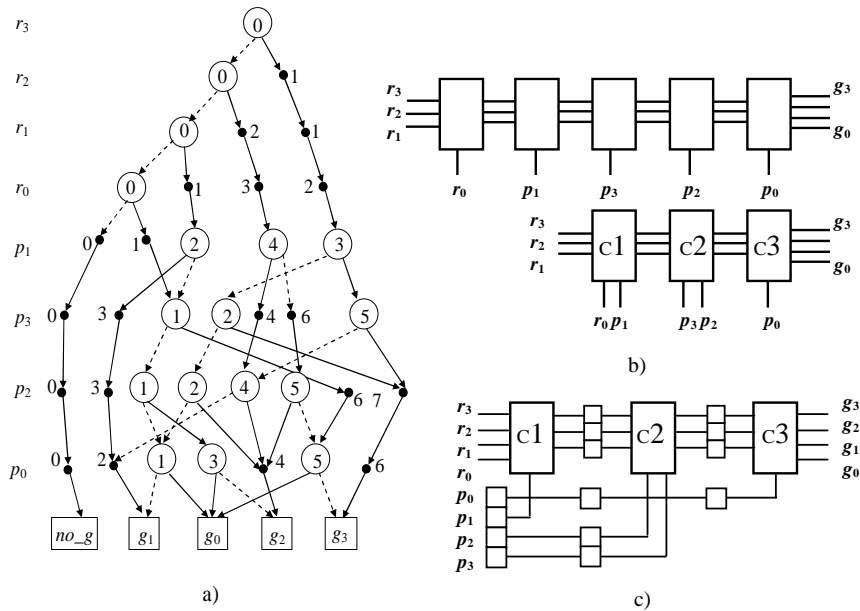 r3 0
r2 0 1
r1 0 2 1
r0 0 1 3 2
p1 0 1 2 4 3
p3 0 3 1 2 4 6 5
p2 0 3 1 2 4 5 6 7
p0 0 2 1 3 4 5 6
no_g g1 g0 g2 g3
a)
r3
r2
r1
g3
g0
r0 p1 p3 p2 p0
r3
r2
r1
c1 c2 c3
g3
g0
r0 p1 p3 p2 p0
b)
r3 g3
r2 c1 c2 c3 g2
r1 g1
r0 g0
p0
p1
p2
p3
c)